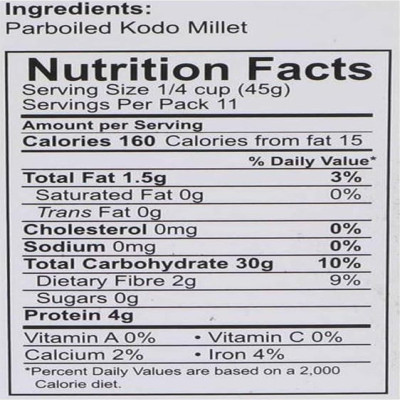 Ingredients:
Parboiled Kodo Millet
Nutrition Facts
Serving Size 1/4 cup (45g)
Servings Per Pack 11
Amount per Serving
Calories 160 Calories from fat 15
% Daily Value*
Total Fat 1.5g 3%
Saturated Fat 0g 0%
Trans Fat 0g
Cholesterol 0mg 0%
Sodium 0mg 0%
Total Carbohydrate 30g 10%
Dietary Fibre 2g 9%
Sugars 0g
Protein 4g
Vitamin A 0% • Vitamin C 0%
Calcium 2% • Iron 4%
*Percent Daily Values are based on a 2,000
Calorie diet.